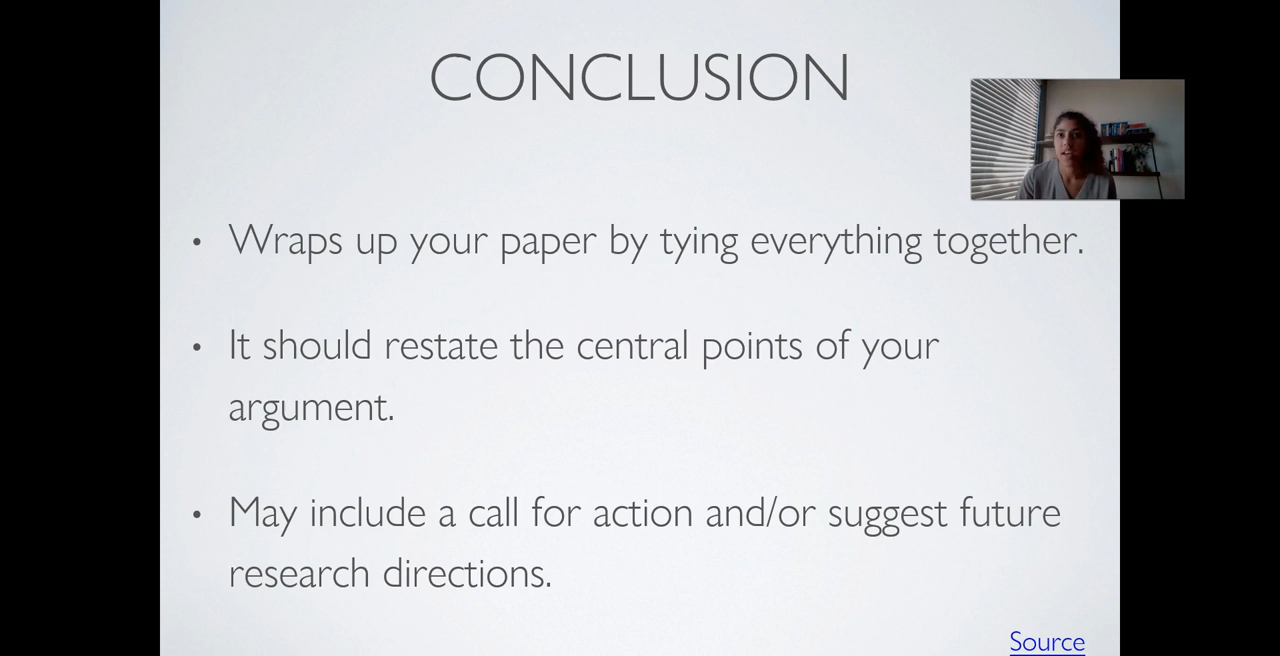 CONCLUSION
• Wraps up your paper by tying everything together.
• It should restate the central points of your
argument.
• May include a call for action and/or suggest future
research directions.
Source